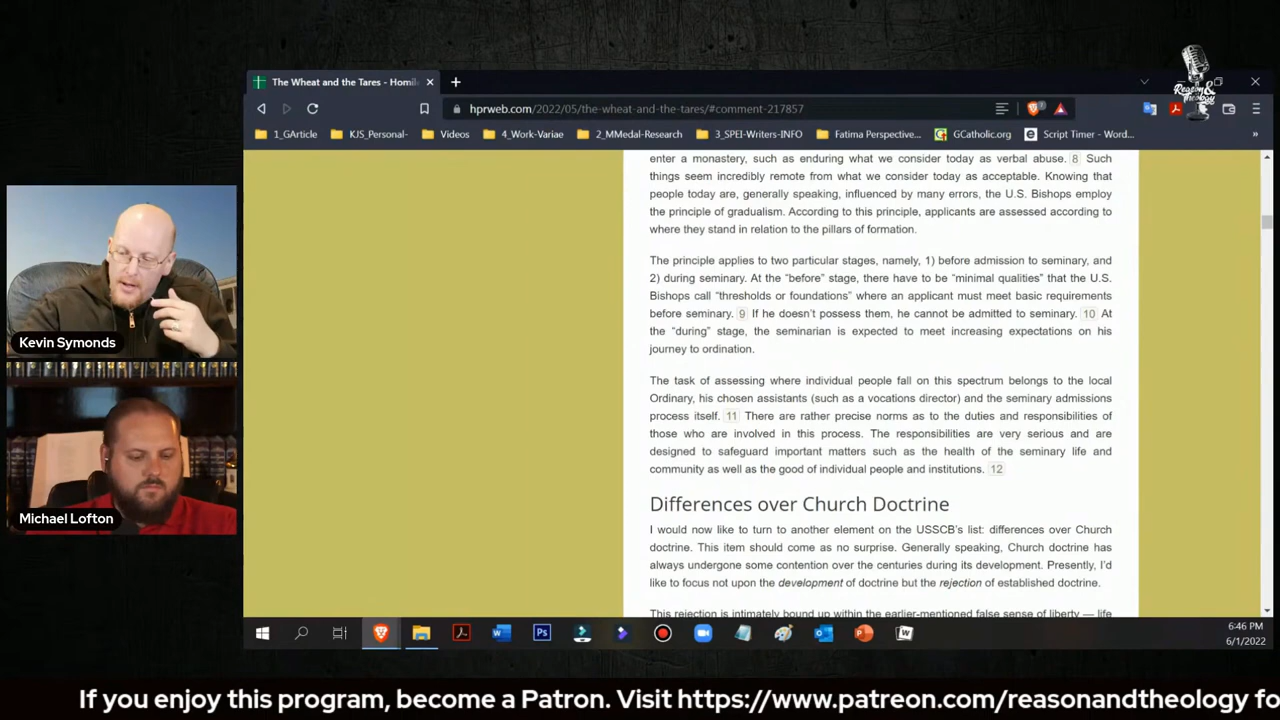 REASON&
THEOLOGY
The Wheat and the Tares - Homil
hprweb.com/2022/05/the-wheat-and-the-tares/#comment-217857
1_GArticle
KJS_Personal-
Videos
4_Work-Variae
2_MMedal-Research
3_SPEI-Writers-INFO
Fatima Perspective...
GCatholic.org
Script Timer - Word...
enter a monastery, such as enduring what we consider today as verbal abuse. 8 Such
things seem incredibly remote from what we consider today as acceptable. Knowing that
people today are, generally speaking, influenced by many errors, the U.S. Bishops employ
the principle of gradualism. According to this principle, applicants are assessed according to
where they stand in relation to the pillars of formation.
The principle applies to two particular stages, namely, 1) before admission to seminary, and
2) during seminary. At the “before” stage, there have to be “minimal qualities” that the U.S.
Bishops call “thresholds or foundations” where an applicant must meet basic requirements
before seminary. 9 If he doesn’t possess them, he cannot be admitted to seminary. 10 At
the “during” stage, the seminarian is expected to meet increasing expectations on his
journey to ordination.
The task of assessing where individual people fall on this spectrum belongs to the local
Ordinary, his chosen assistants (such as a vocations director) and the seminary admissions
process itself. 11 There are rather precise norms as to the duties and responsibilities of
those who are involved in this process. The responsibilities are very serious and are
designed to safeguard important matters such as the health of the seminary life and
community as well as the good of individual people and institutions. 12
Differences over Church Doctrine
I would now like to turn to another element on the USSCB’s list: differences over Church
doctrine. This item should come as no surprise. Generally speaking, Church doctrine has
always undergone some contention over the centuries during its development. Presently, I’d
like to focus not upon the development of doctrine but the rejection of established doctrine.
This rejection is intimately bound up within the earlier-mentioned false sense of liberty — life
Kevin Symonds
Michael Lofton
6:46 PM
6/1/2022
If you enjoy this program, become a Patron. Visit https://www.patreon.com/reasonandtheology fo